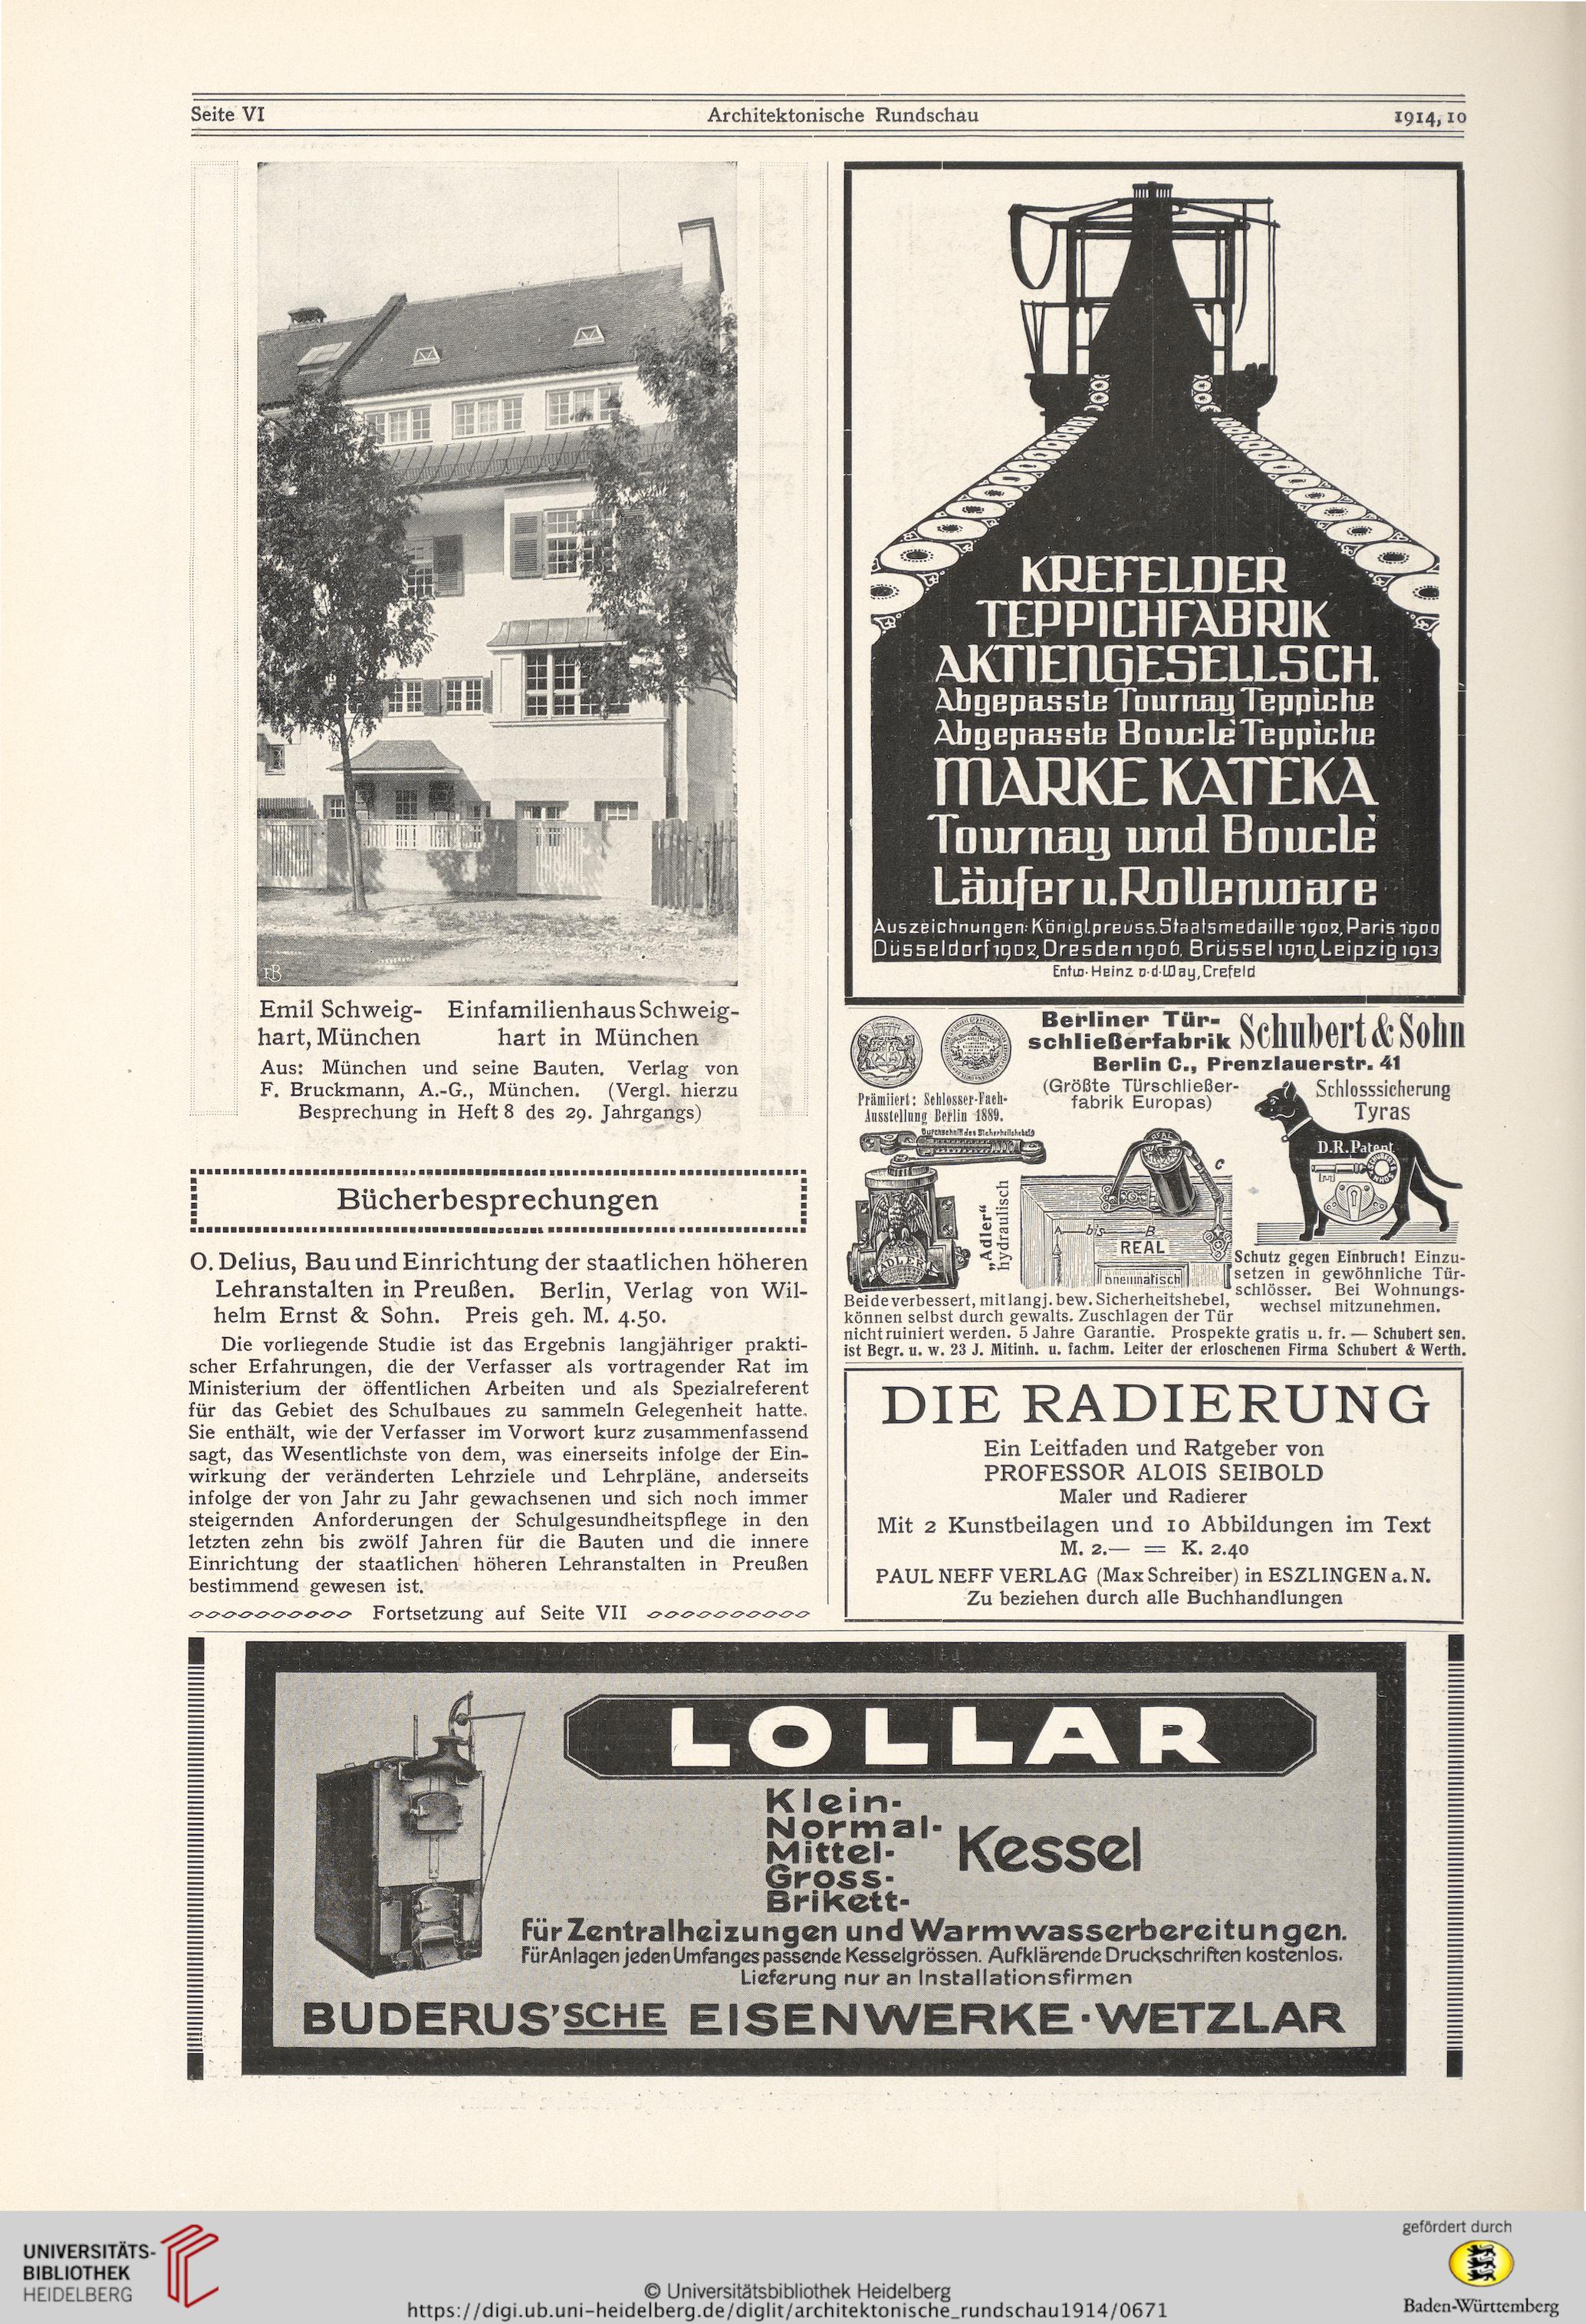 Seite VI
Architektonische Rundschau
1914, 10
FB
Emil Schweig-
hart, München
Einfamilienhaus Schweig-
hart in München
Aus: München und seine Bauten. Verlag von
F. Bruckmann, A.-G., München. (Vergl. hierzu
Besprechung in Heft 8 des 29. Jahrgangs)
Bücherbesprechungen
O. Delius, Bau und Einrichtung der staatlichen höheren
Lehranstalten in Preußen. Berlin, Verlag von Wil-
helm Ernst & Sohn. Preis geh. M. 4.50.
Die vorliegende Studie ist das Ergebnis langjähriger prakti-
scher Erfahrungen, die der Verfasser als vortragender Rat im
Ministerium der öffentlichen Arbeiten und als Spezialreferent
für das Gebiet des Schulbaues zu sammeln Gelegenheit hatte.
Sie enthält, wie der Verfasser im Vorwort kurz zusammenfassend
sagt, das Wesentlichste von dem, was einerseits infolge der Ein-
wirkung der veränderten Lehrziele und Lehrpläne, anderseits
infolge der von Jahr zu Jahr gewachsenen und sich noch immer
steigernden Anforderungen der Schulgesundheitspflege in den
letzten zehn bis zwölf Jahren für die Bauten und die innere
Einrichtung der staatlichen höheren Lehranstalten in Preußen
bestimmend gewesen ist.
Fortsetzung auf Seite VII
KREFELDER
TEPPICHFABRIK
AKTIENGESELLSCH.
Abgepasste Tournay Teppiche
Abgepasste Bouclé Teppiche
MARKE KATEKA
Tournay und Bouclé
Läufer u. Rollenware
Auszeichnungen: Königl. preuss. Staatsmedaille 1902, Paris 1900
Düsseldorf 1902, Dresden 1906, Brüssel 1910, Leipzig 1913
Entw. Heinz v. d. Way, Crefeld
Berliner Tür-
schließerfabrik Schubert & Sohn
Berlin C., Prenzlauerstr. 41
Prämiiert: Schlosser-Fach-
Ausstellung Berlin 1889.
(Größte Türschließer-
fabrik Europas)
Schlosssicherung
Tyras
Durchschnitt des Sicherheitshebels
D.R. Patent
SCHUBERT & SOHN
ADLER
„Adler“
hydraulisch
REAL
C
A bis B
REAL
pneumatisch
Schutz gegen Einbruch! Einzu-
setzen in gewöhnliche Tür-
schlösser. Bei Wohnungs-
wechsel mitzunehmen.
Beide verbessert, mit langj. bew. Sicherheitshebel,
können selbst durch gewalts. Zuschlagen der Tür
nicht ruiniert werden. 5 Jahre Garantie. Prospekte gratis u. fr. — Schubert sen.
ist Begr. u. w. 23 J. Mitinh. u. fachm. Leiter der erloschenen Firma Schubert & Werth.
DIE RADIERUNG
Ein Leitfaden und Ratgeber von
PROFESSOR ALOIS SEIBOLD
Maler und Radierer
Mit 2 Kunstbeilagen und 10 Abbildungen im Text
M. 2.— = K. 2.40
PAUL NEFF VERLAG (Max Schreiber) in ESZLINGEN a. N.
Zu beziehen durch alle Buchhandlungen
LOLLAR
Klein-
Normal-
Mittel-
Gross-
Brikett-
Kessel
Für Zentralheizungen und Warmwasserbereitungen.
Für Anlagen jeden Umfanges passende Kesselgrössen. Aufklärende Druckschriften kostenlos.
Lieferung nur an Installationsfirmen
BUDERUS'SCHE EISENWERKE · WETZLAR
UNIVERSITÄTS-
BIBLIOTHEK
HEIDELBERG
© Universitätsbibliothek Heidelberg
https://digi.ub.uni-heidelberg.de/diglit/architektonische_rundschau1914/0671
gefördert durch
Baden-Württemberg